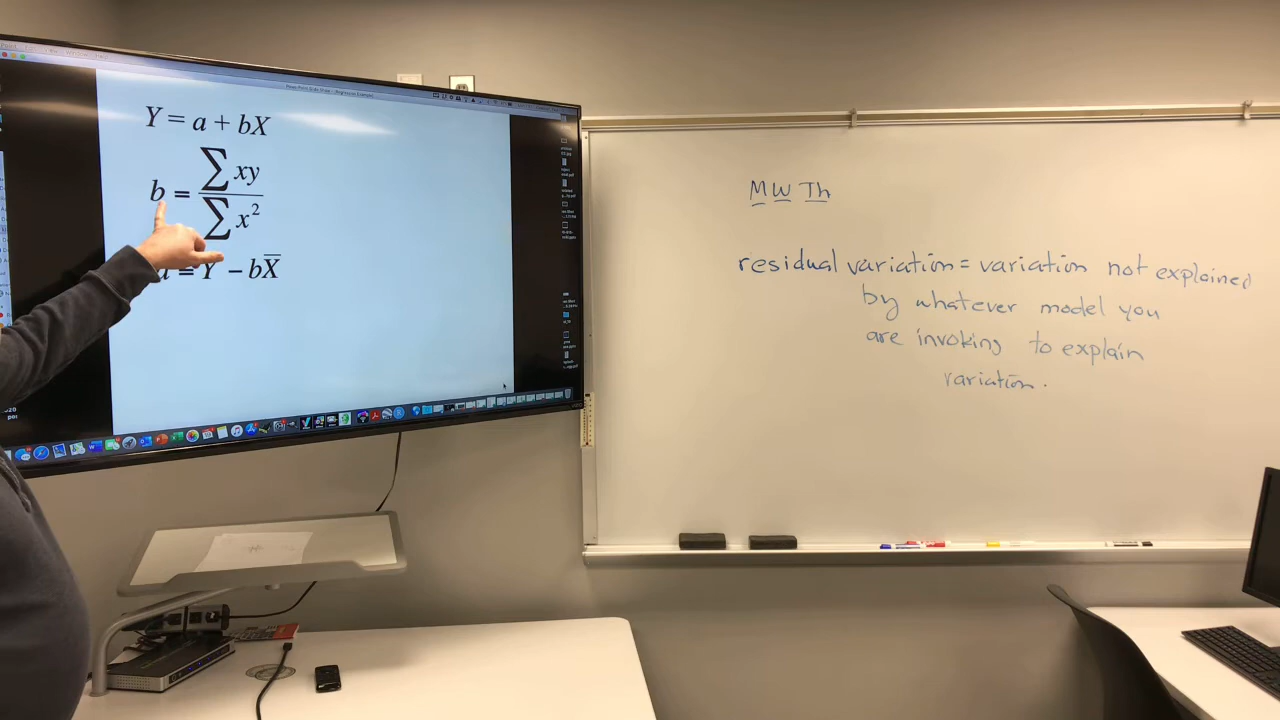 Y = a + bX
b = ∑xy / ∑x²
a = Y̅ − bX̅
MW Th
residual variation = variation not explained
by whatever model you
are invoking to explain
variation.